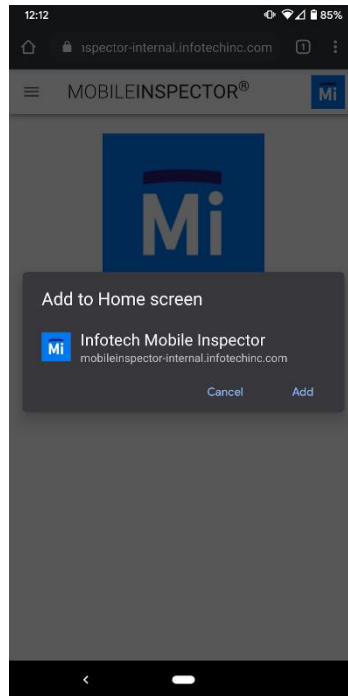 12:12
85%
ıspector-internal.infotechinc.com
1
MOBILEINSPECTOR®
Mi
Mi
Add to Home screen
Mi
Infotech Mobile Inspector
mobileinspector-internal.infotechinc.com
Cancel
Add